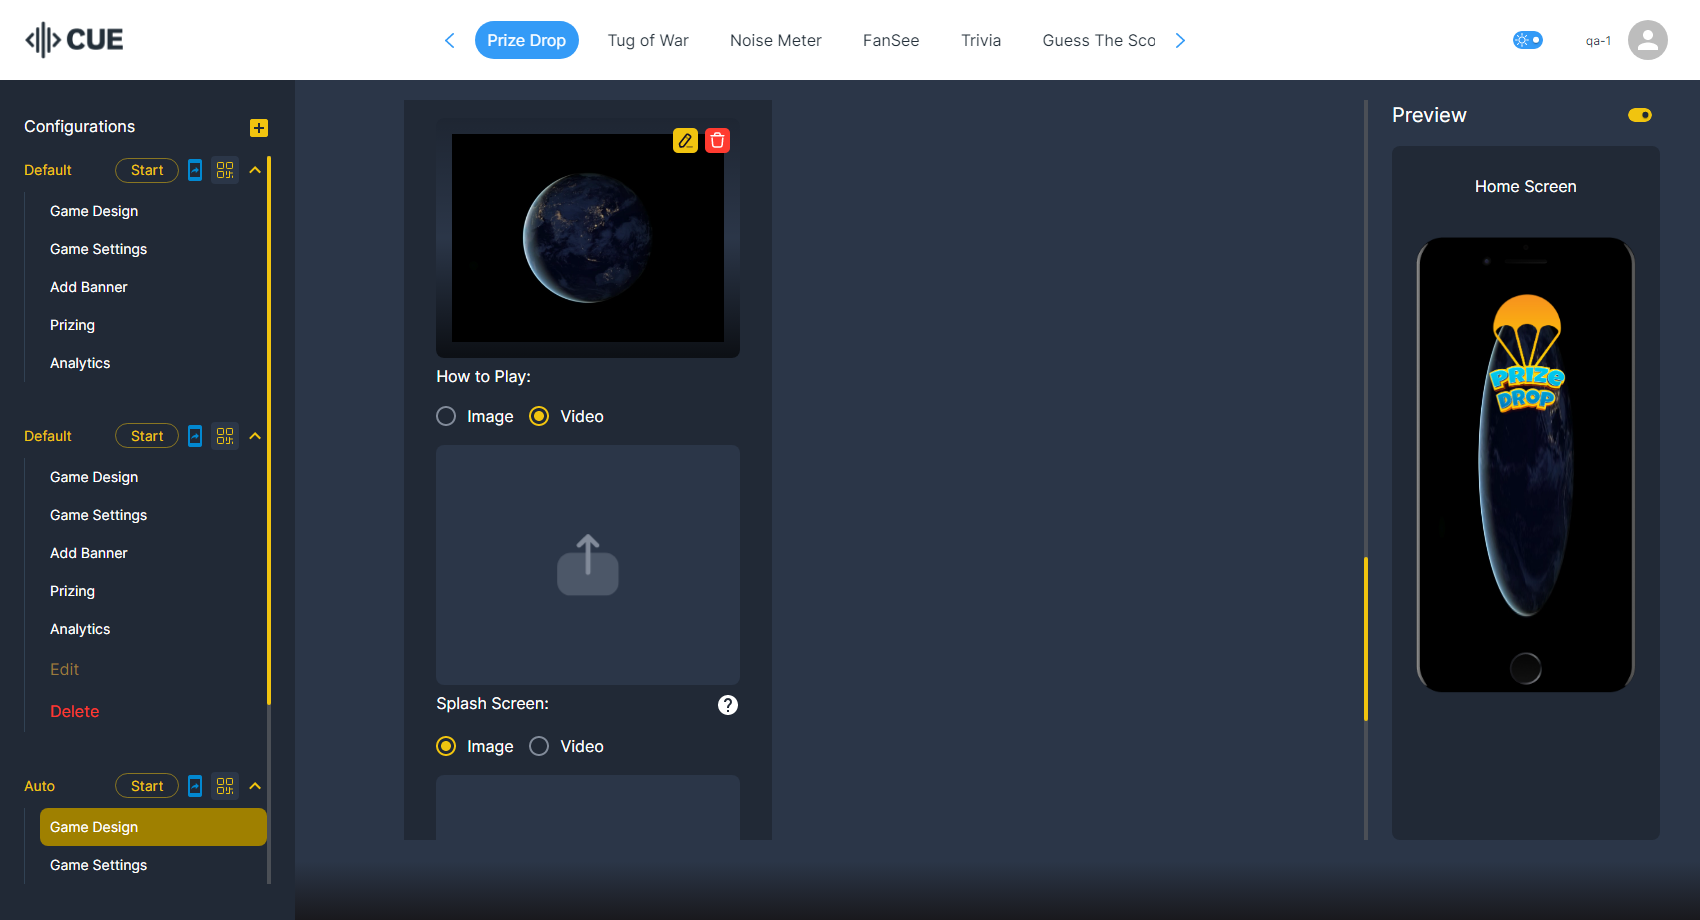 CUE
Prize Drop Tug of War Noise Meter FanSee Trivia Guess The Sco
qa-1
Configurations
Default Start
Game Design
Game Settings
Add Banner
Prizing
Analytics
Default Start
Game Design
Game Settings
Add Banner
Prizing
Analytics
Edit
Delete
Auto Start
Game Design
Game Settings
How to Play:
Image Video
Splash Screen: ?
Image Video
Preview
Home Screen
PRIZE
DROP